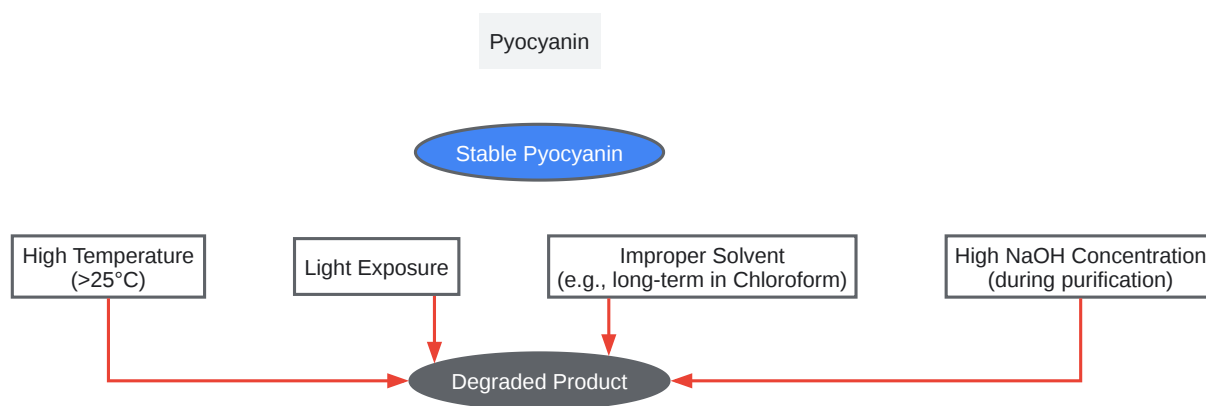 Pyocyanin
Stable Pyocyanin
High Temperature
(>25°C)
Light Exposure
Improper Solvent
(e.g., long-term in Chloroform)
High NaOH Concentration
(during purification)
Degraded Product